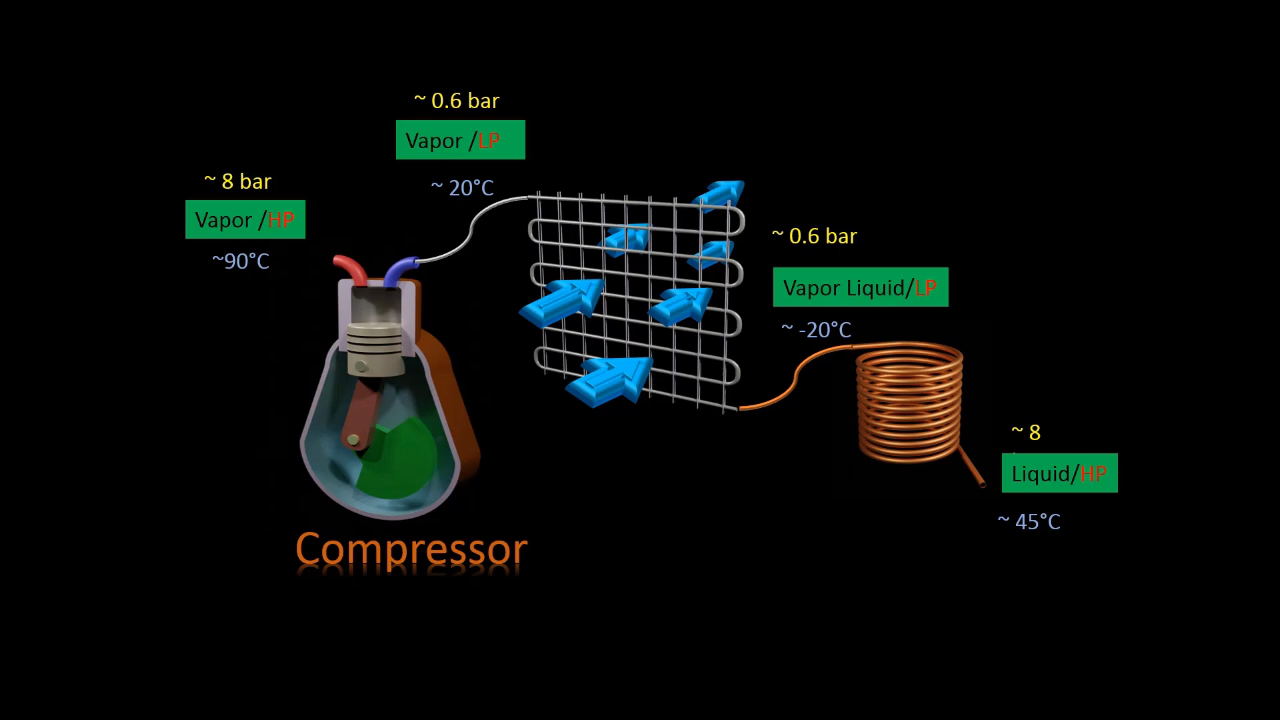 ~ 0.6 bar
Vapor /LP
~ 20°C
~ 8 bar
Vapor /HP
~90°C
~ 0.6 bar
Vapor Liquid/LP
~ -20°C
~ 8
Liquid/HP
~ 45°C
Compressor